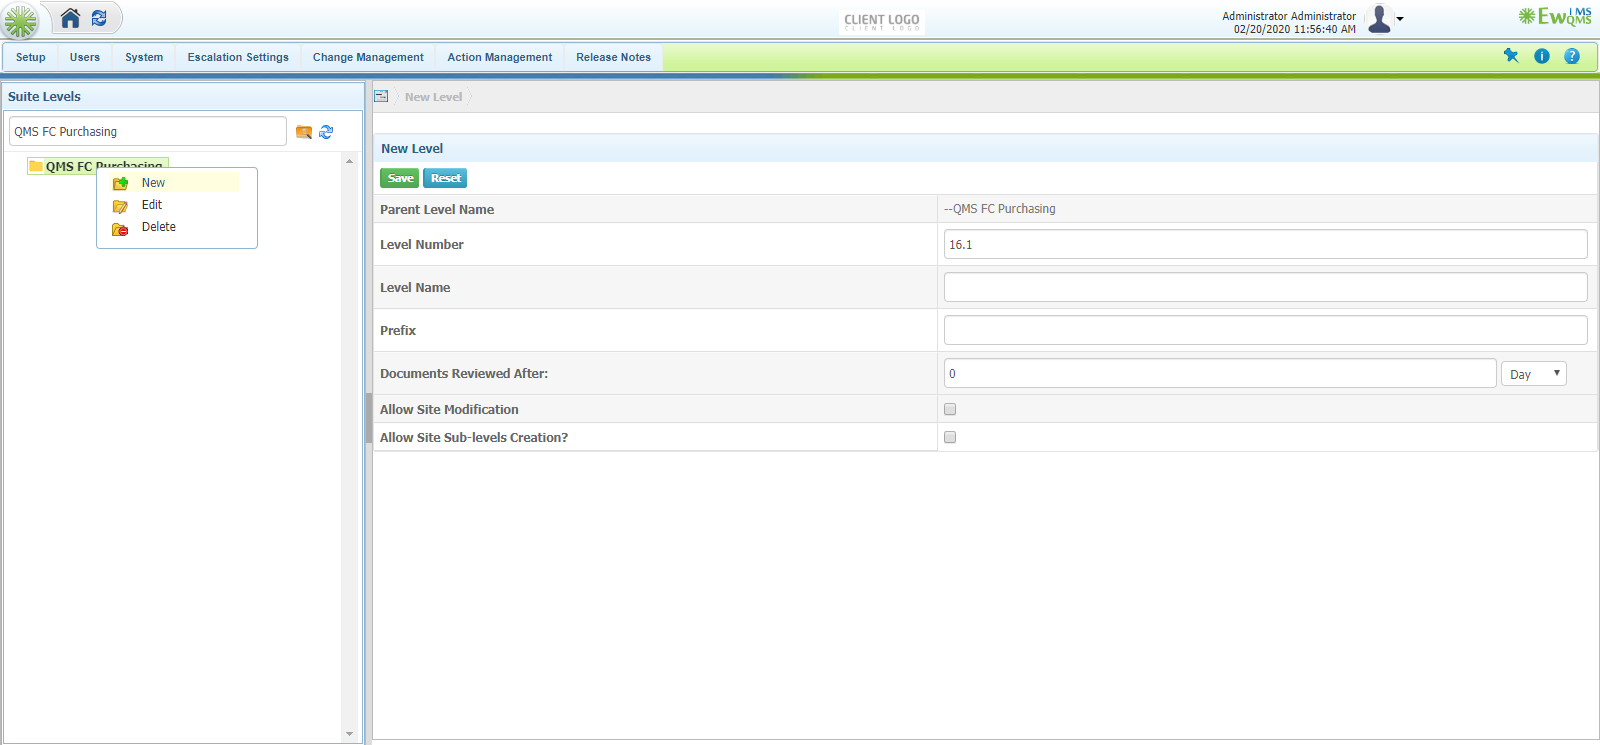 CLIENT LOGO
CLIENT LOGO
Administrator Administrator
02/20/2020 11:56:40 AM
EwQMS
IMS
Setup Users System Escalation Settings Change Management Action Management Release Notes
Suite Levels
QMS FC Purchasing
QMS FC Purchasing
New
Edit
Delete
New Level
New Level
Save Reset
Parent Level Name --QMS FC Purchasing
Level Number 16.1
Level Name
Prefix
Documents Reviewed After: 0 Day
Allow Site Modification
Allow Site Sub-levels Creation?